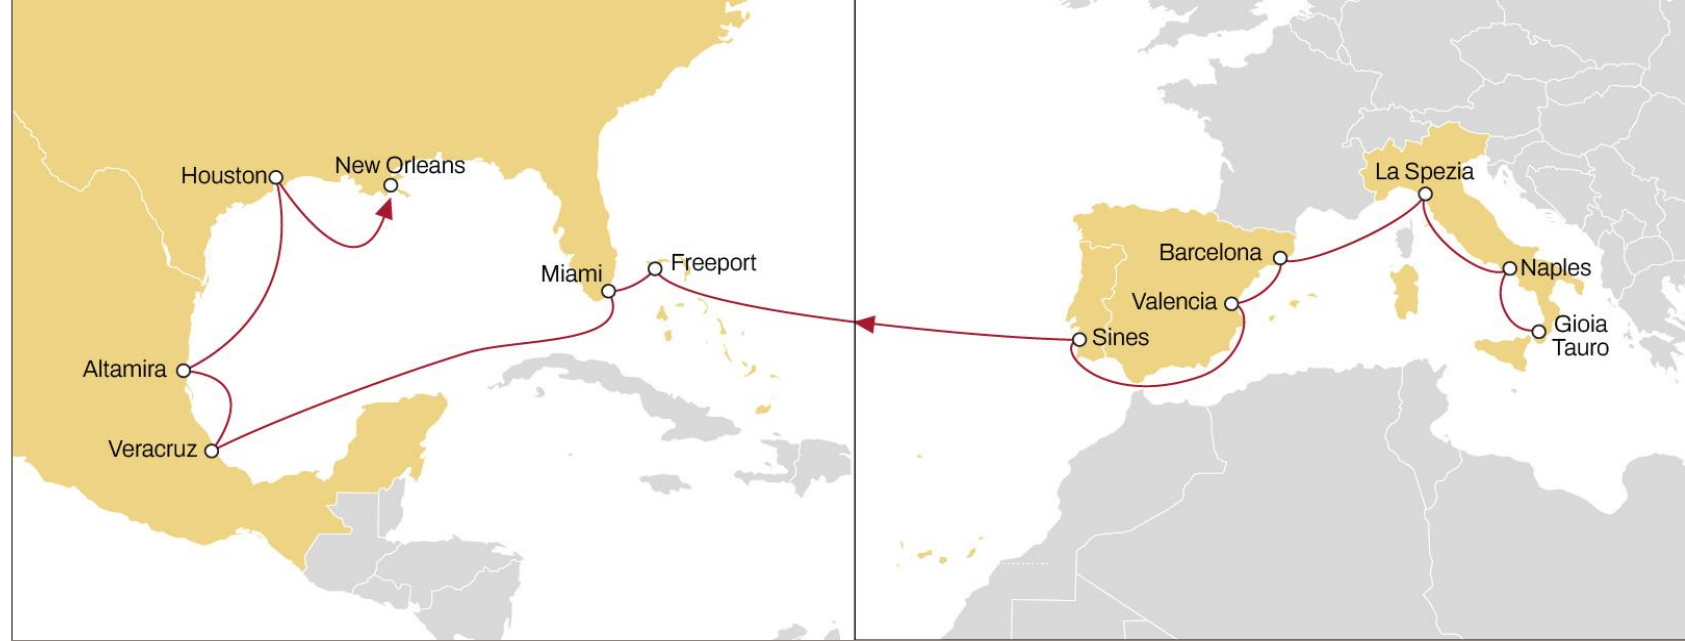 Houston
New Orleans
Miami
Freeport
Altamira
Veracruz
La Spezia
Barcelona
Naples
Valencia
Sines
Gioia
Tauro